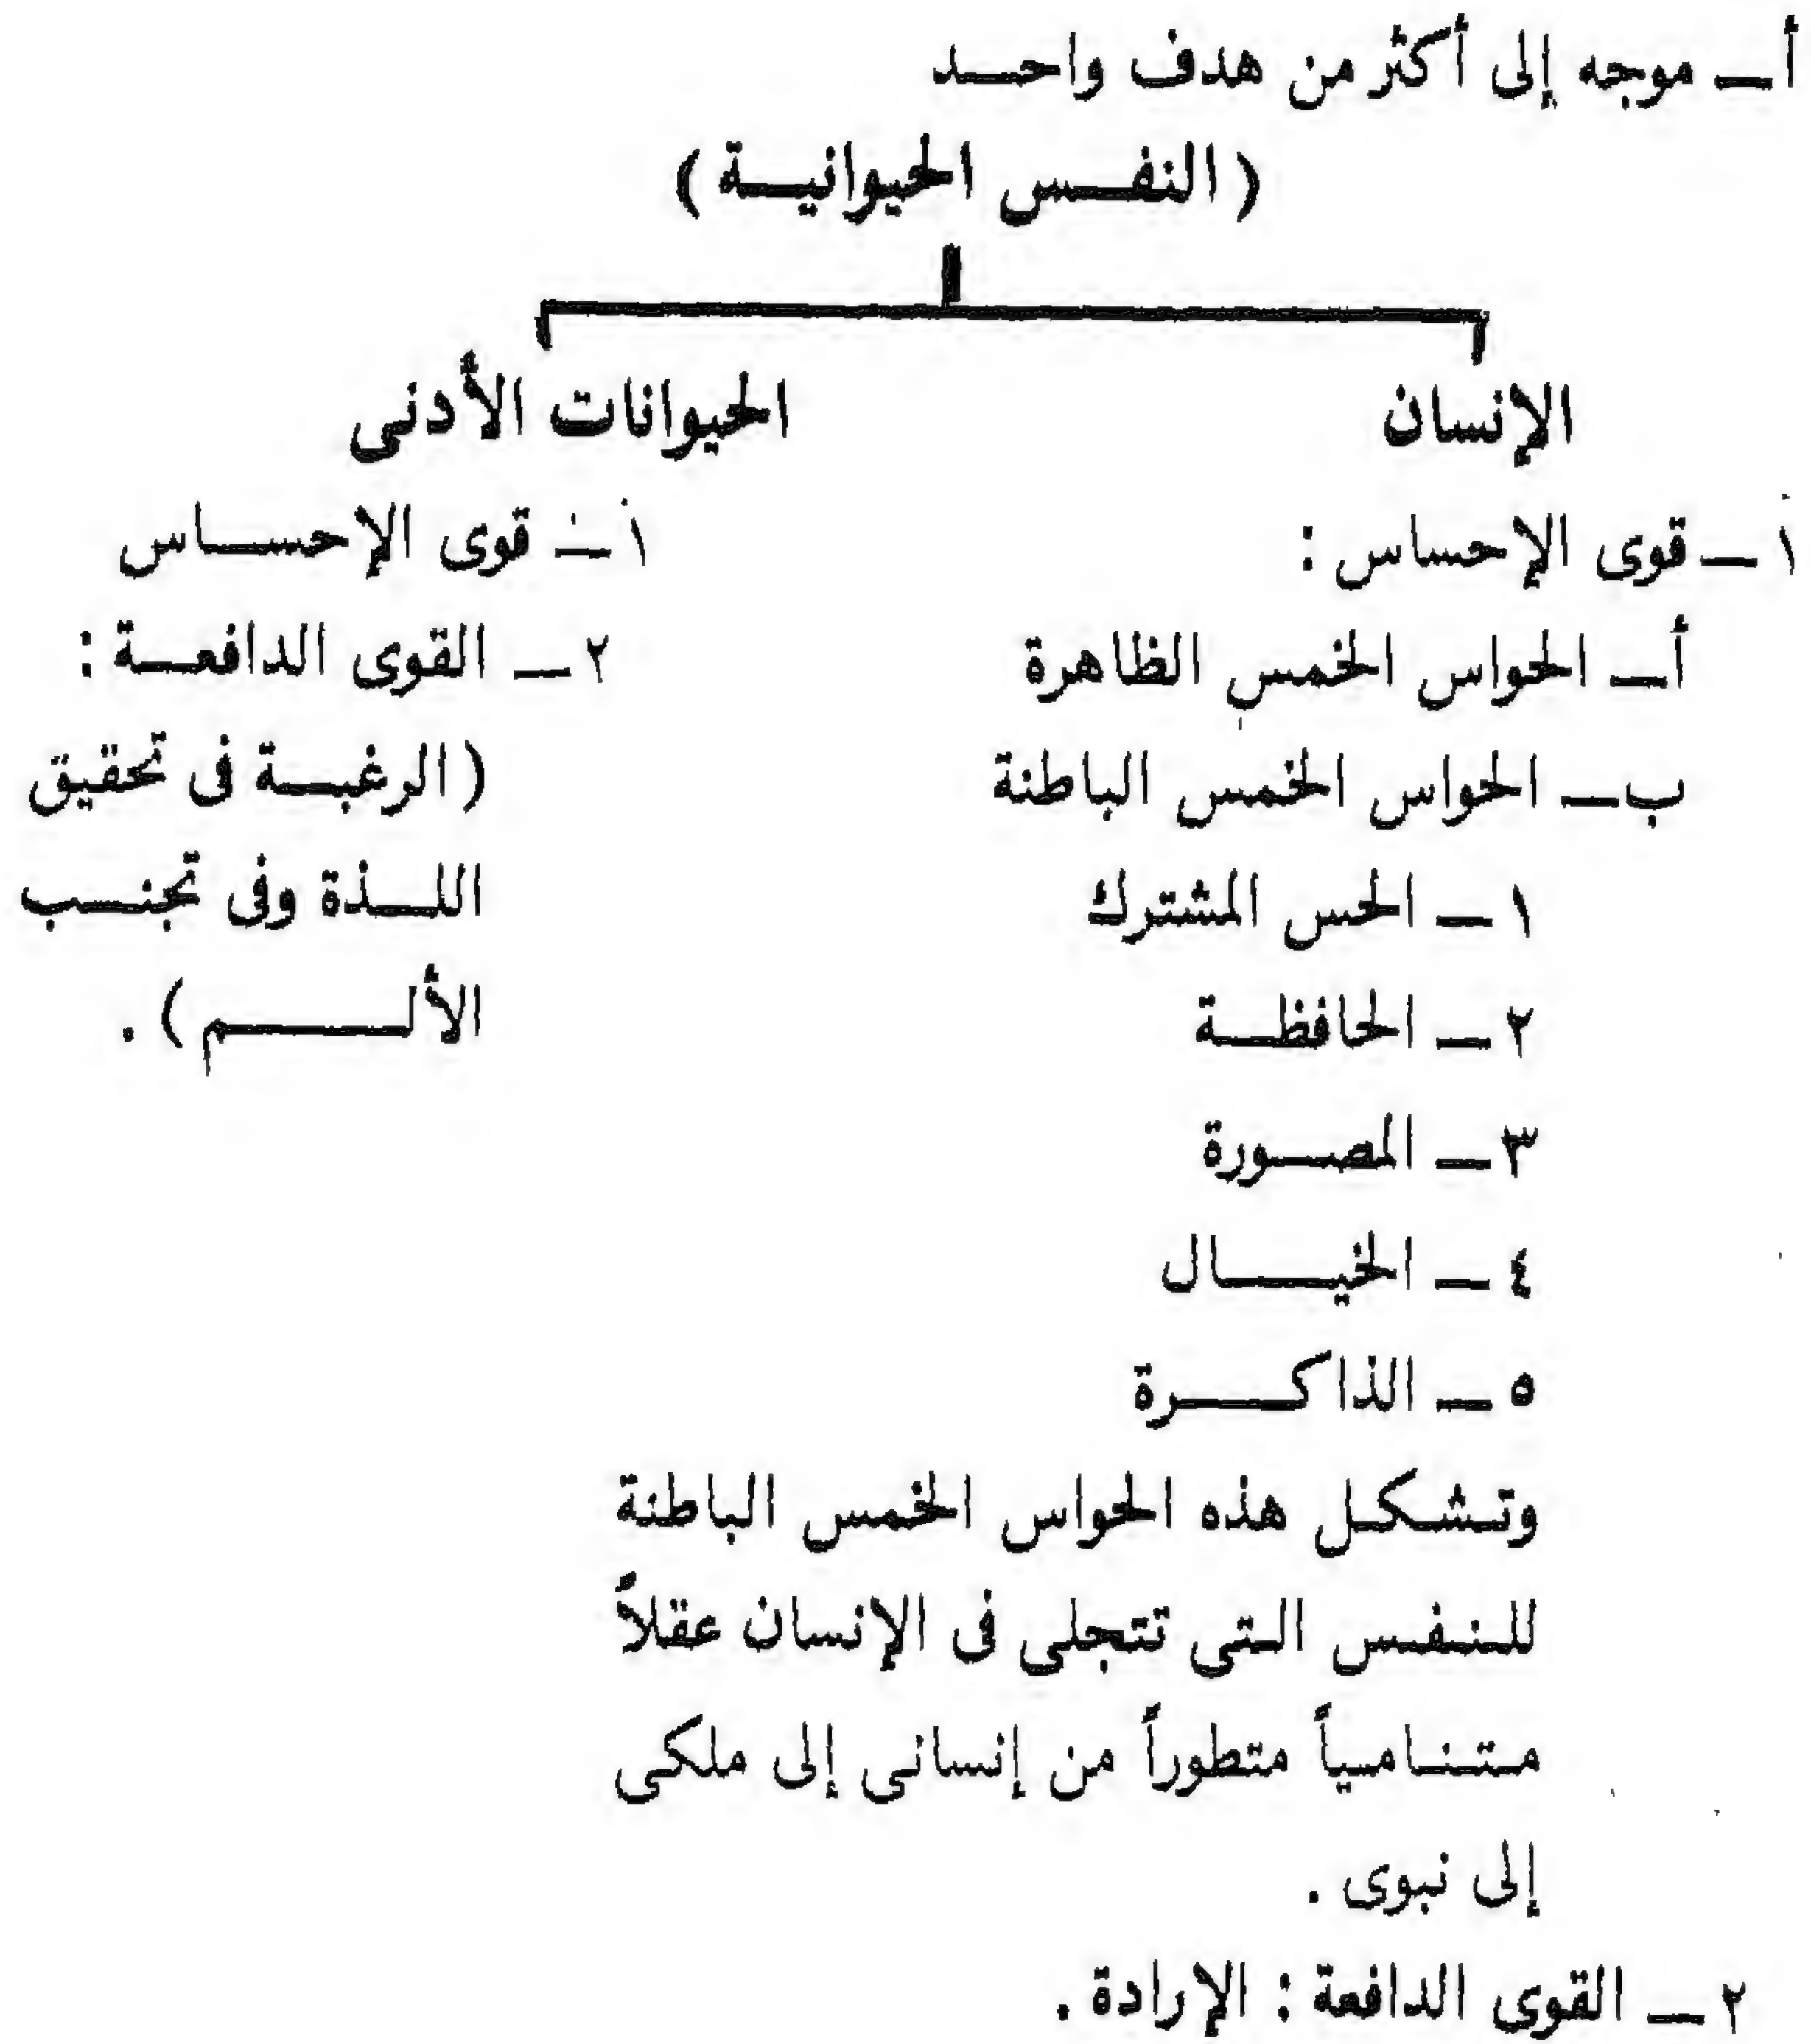 أ ـ موجه إلى أكثر من هدف واحد
( النفس الحيوانية )
الإنسان
١ ـ قوى الإحساس :
أ ـ الحواس الخمس الظاهرة
ب ـ الحواس الخمس الباطنة
١ ـ الحس المشترك
٢ ـ الحافظة
٣ ـ المصورة
٤ ـ الخيال
٥ ـ الذاكرة
وتشكل هذه الحواس الخمس الباطنة
للنفس التى تتجلى فى الإنسان عقلاً
متنامياً متطوراً من إنسانى إلى ملكى
إلى نبوى .
٢ ـ القوى الدافعة : الإرادة .
الحيوانات الأدنى
١ ـ قوى الإحساس
٢ ـ القوى الدافعة :
( الرغبة فى تحقيق
اللذة وفى تجنب
الألم ) .